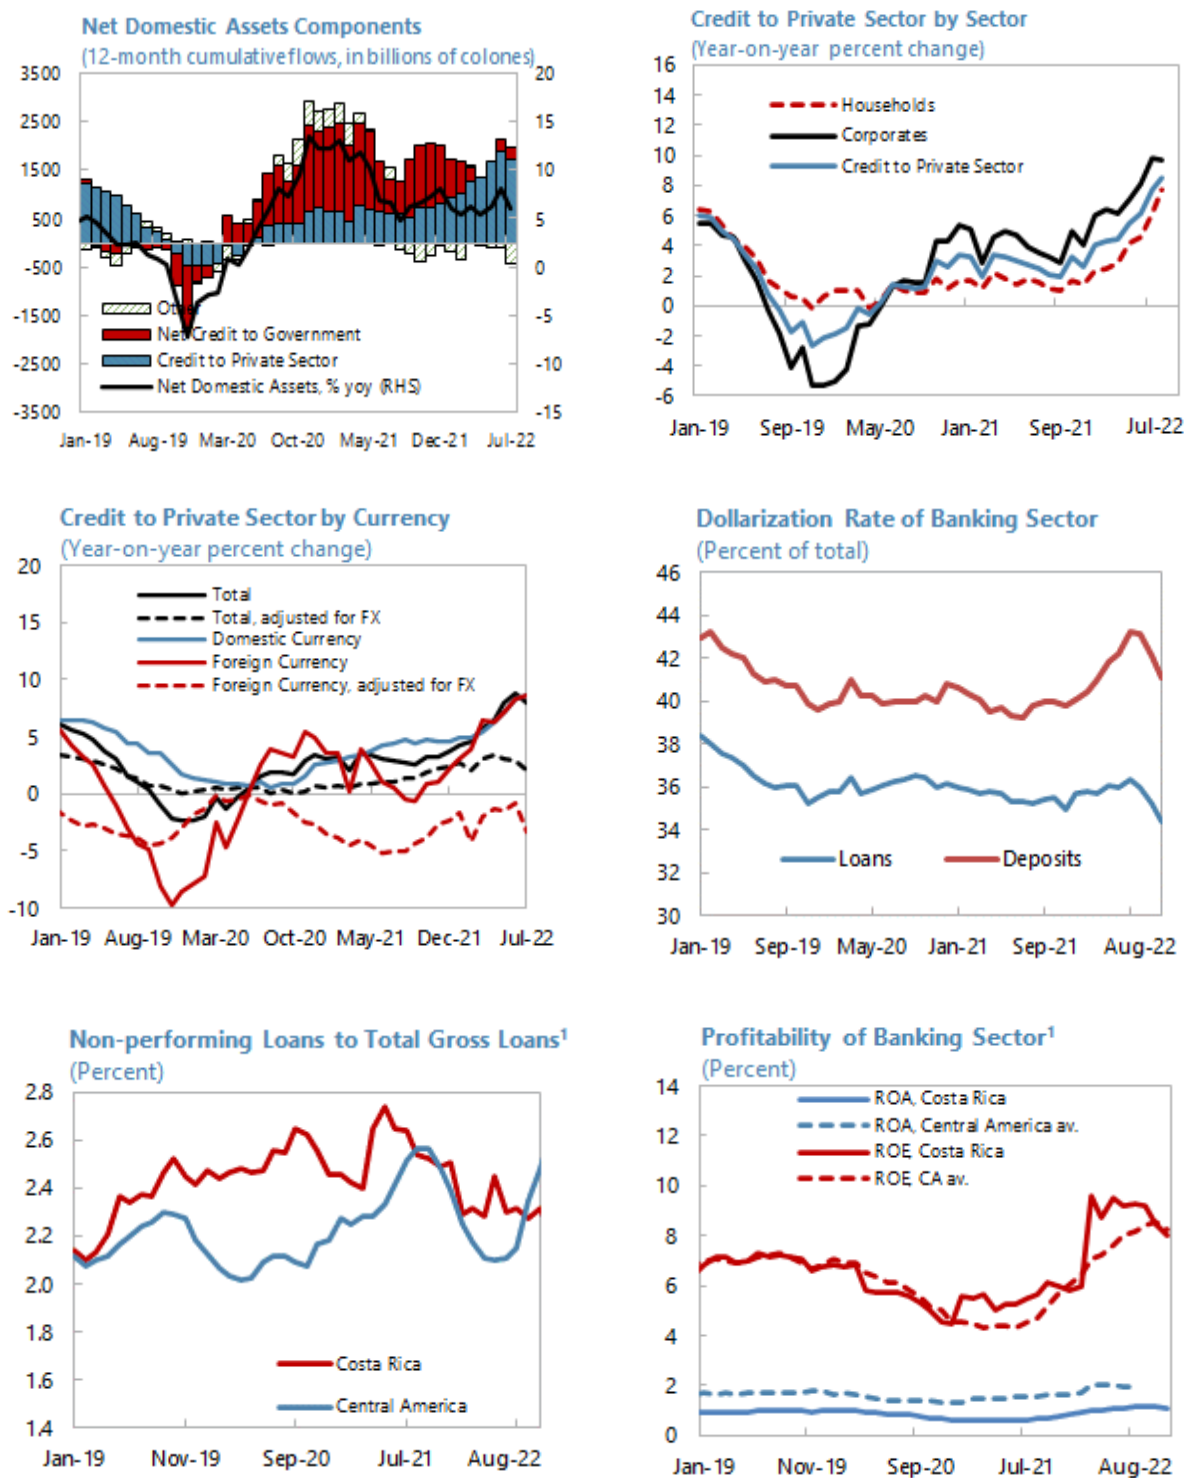 Net Domestic Assets Components
(12-month cumulative flows, in billions of colones)
3500
2500
1500
500
-500
-1500
-2500
-3500
20
15
10
5
0
-5
-10
-15
Other
Net Credit to Government
Credit to Private Sector
Net Domestic Assets, % yoy (RHS)
Jan-19 Aug-19 Mar-20 Oct-20 May-21 Dec-21 Jul-22
Credit to Private Sector by Sector
(Year-on-year percent change)
16
14
12
10
8
6
4
2
0
-2
-4
-6
Households
Corporates
Credit to Private Sector
Jan-19 Sep-19 May-20 Jan-21 Sep-21 Jul-22
Credit to Private Sector by Currency
(Year-on-year percent change)
20
15
10
5
0
-5
-10
Total
Total, adjusted for FX
Domestic Currency
Foreign Currency
Foreign Currency, adjusted for FX
Jan-19 Aug-19 Mar-20 Oct-20 May-21 Dec-21 Jul-22
Dollarization Rate of Banking Sector
(Percent of total)
46
44
42
40
38
36
34
32
30
Loans Deposits
Jan-19 Sep-19 May-20 Jan-21 Sep-21 Aug-22
Non-performing Loans to Total Gross Loans¹
(Percent)
2.8
2.6
2.4
2.2
2.0
1.8
1.6
1.4
Costa Rica
Central America
Jan-19 Nov-19 Sep-20 Jul-21 Aug-22
Profitability of Banking Sector¹
(Percent)
14
12
10
8
6
4
2
0
ROA, Costa Rica
ROA, Central America av.
ROE, Costa Rica
ROE, CA av.
Jan-19 Nov-19 Sep-20 Jul-21 Aug-22